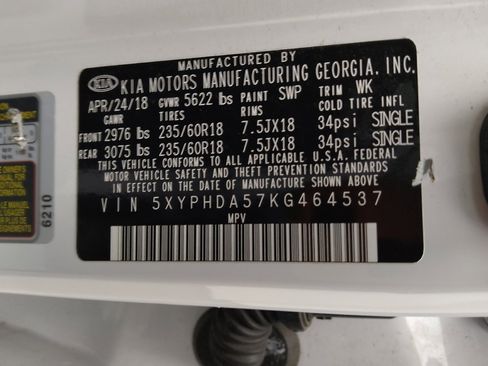 MANUFACTURED BY
KIA KIA MOTORS MANUFACTURING GEORGIA, INC.
APR/24/18 GVWR 5622 lbs PAINT SWP TRIM WK
GAWR TIRES RIMS COLD TIRE INFL
FRONT 2976 lbs 235/60R18 7.5JX18 34psi SINGLE
REAR 3075 lbs 235/60R18 7.5JX18 34psi SINGLE
THIS VEHICLE CONFORMS TO ALL APPLICABLE U.S.A. FEDERAL
MOTOR VEHICLE SAFETY AND THEFT PREVENTION STANDARDS
IN EFFECT ON THE DATE OF MANUFACTURE SHOWN ABOVE.
VIN 5XYPHDA57KG464537
MPV
6210